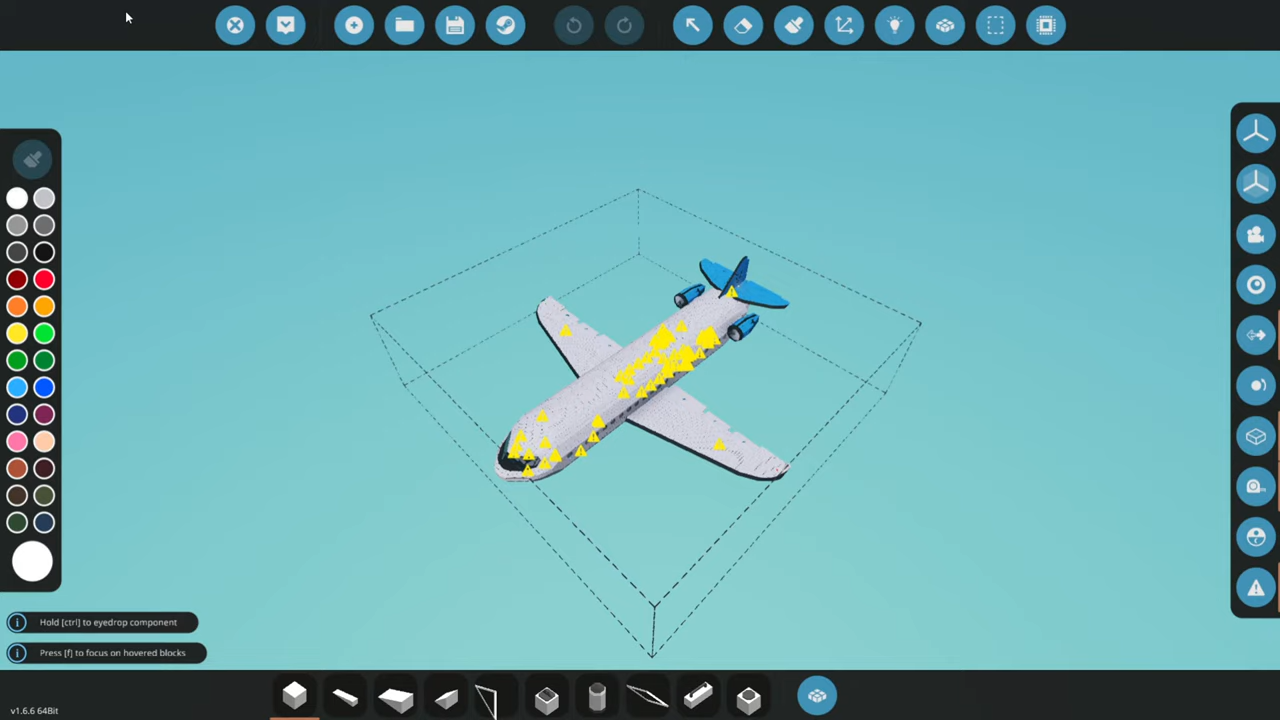 Hold [ctrl] to eyedrop component
Press [f] to focus on hovered blocks
v1.6.6 64Bit